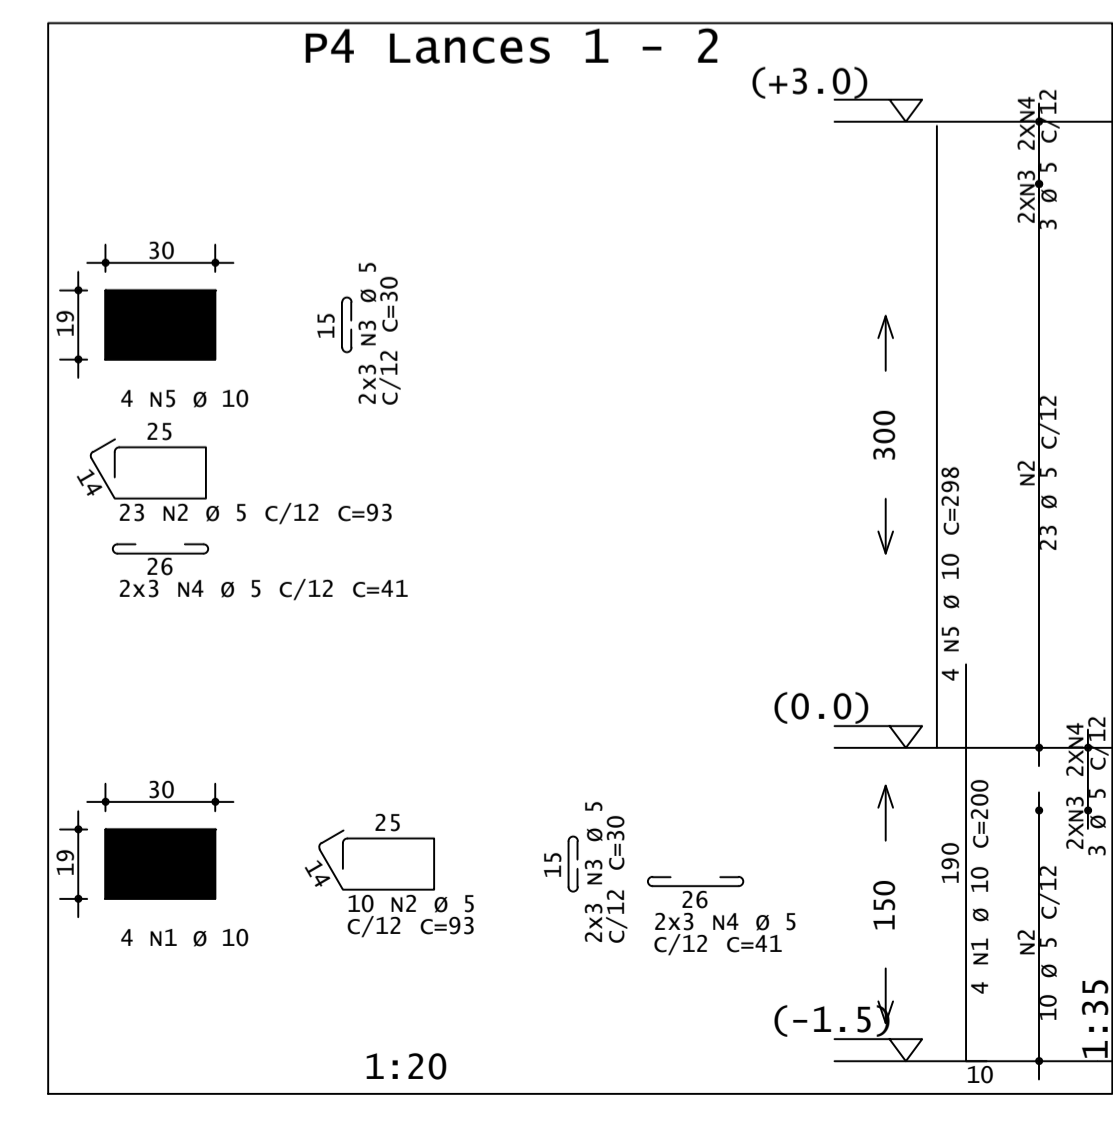 P4 Lances 1 - 2
(+3.0)
2XN3 2XN4
3 Ø 5 C/12
30
19
4 N5 Ø 10
15
2x3 N3 Ø 5
C/12 C=30
25
14
23 N2 Ø 5 C/12 C=93
26
2x3 N4 Ø 5 C/12 C=41
300
4 N5 Ø 10 C=298
N2
23 Ø 5 C/12
(0.0)
2XN3 2XN4
3 Ø 5 C/12
30
19
4 N1 Ø 10
25
14
10 N2 Ø 5
C/12 C=93
15
2x3 N3 Ø 5
C/12 C=30
26
2x3 N4 Ø 5
C/12 C=41
150
190
4 N1 Ø 10 C=200
N2
10 Ø 5 C/12
(-1.5)
10
1:20
1:35